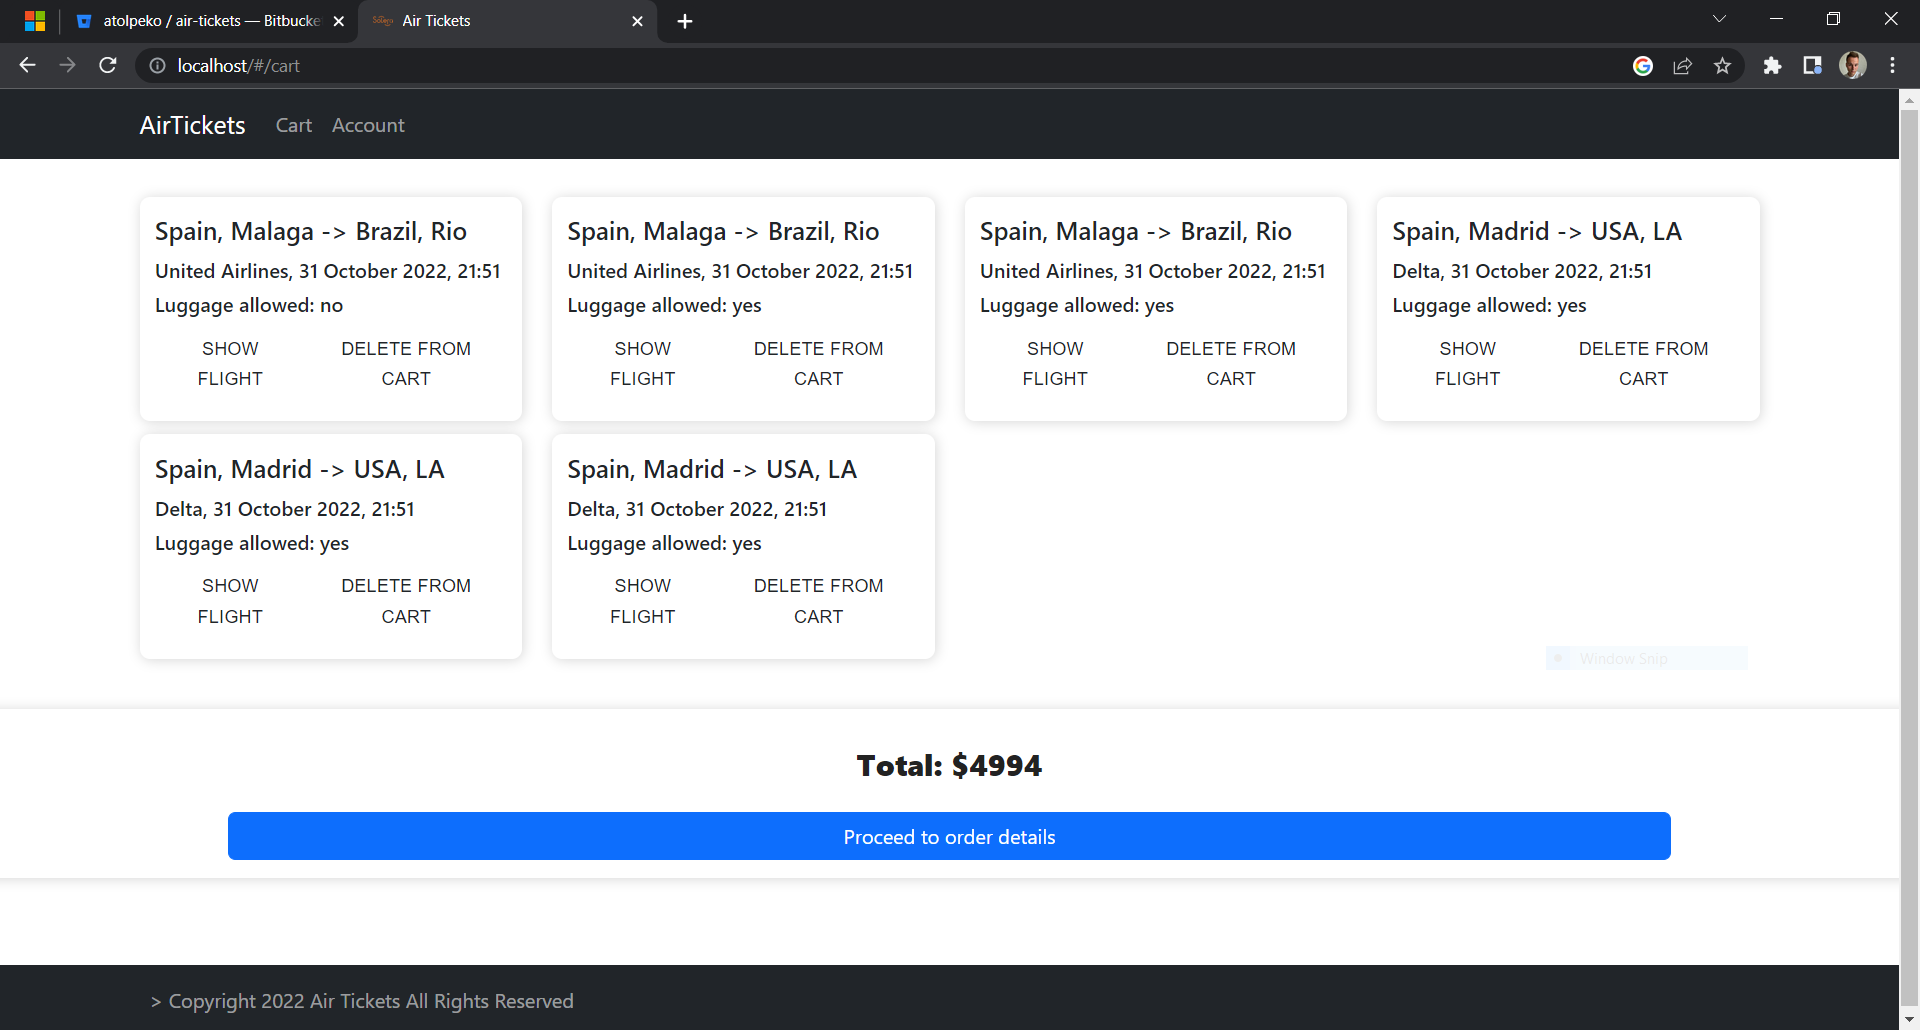 atolpeko / air-tickets — Bitbucke
Air Tickets
localhost/#/cart
AirTickets Cart Account
Spain, Malaga -> Brazil, Rio
United Airlines, 31 October 2022, 21:51
Luggage allowed: no
SHOW FLIGHT
DELETE FROM CART
Spain, Malaga -> Brazil, Rio
United Airlines, 31 October 2022, 21:51
Luggage allowed: yes
SHOW FLIGHT
DELETE FROM CART
Spain, Malaga -> Brazil, Rio
United Airlines, 31 October 2022, 21:51
Luggage allowed: yes
SHOW FLIGHT
DELETE FROM CART
Spain, Madrid -> USA, LA
Delta, 31 October 2022, 21:51
Luggage allowed: yes
SHOW FLIGHT
DELETE FROM CART
Spain, Madrid -> USA, LA
Delta, 31 October 2022, 21:51
Luggage allowed: yes
SHOW FLIGHT
DELETE FROM CART
Spain, Madrid -> USA, LA
Delta, 31 October 2022, 21:51
Luggage allowed: yes
SHOW FLIGHT
DELETE FROM CART
Window Snip
Total: $4994
Proceed to order details
> Copyright 2022 Air Tickets All Rights Reserved